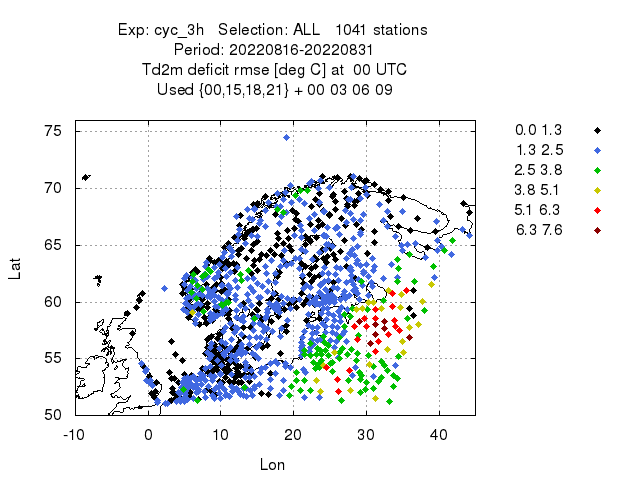 Exp: cyc_3h   Selection: ALL   1041 stations
Period: 20220816-20220831
Td2m deficit rmse [deg C] at  00 UTC
Used {00,15,18,21} + 00 03 06 09
0.0 1.3
1.3 2.5
2.5 3.8
3.8 5.1
5.1 6.3
6.3 7.6
75
70
65
60
55
50
Lat
-10 0 10 20 30 40
Lon